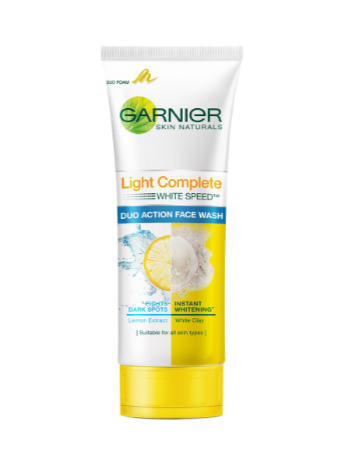 DUO FOAM
GARNIER
SKIN NATURALS
Light Complete
WHITE SPEED™
DUO ACTION FACE WASH
FIGHTS INSTANT
DARK SPOTS WHITENING*
Lemon Extract White Clay
[ Suitable for all skin types ]